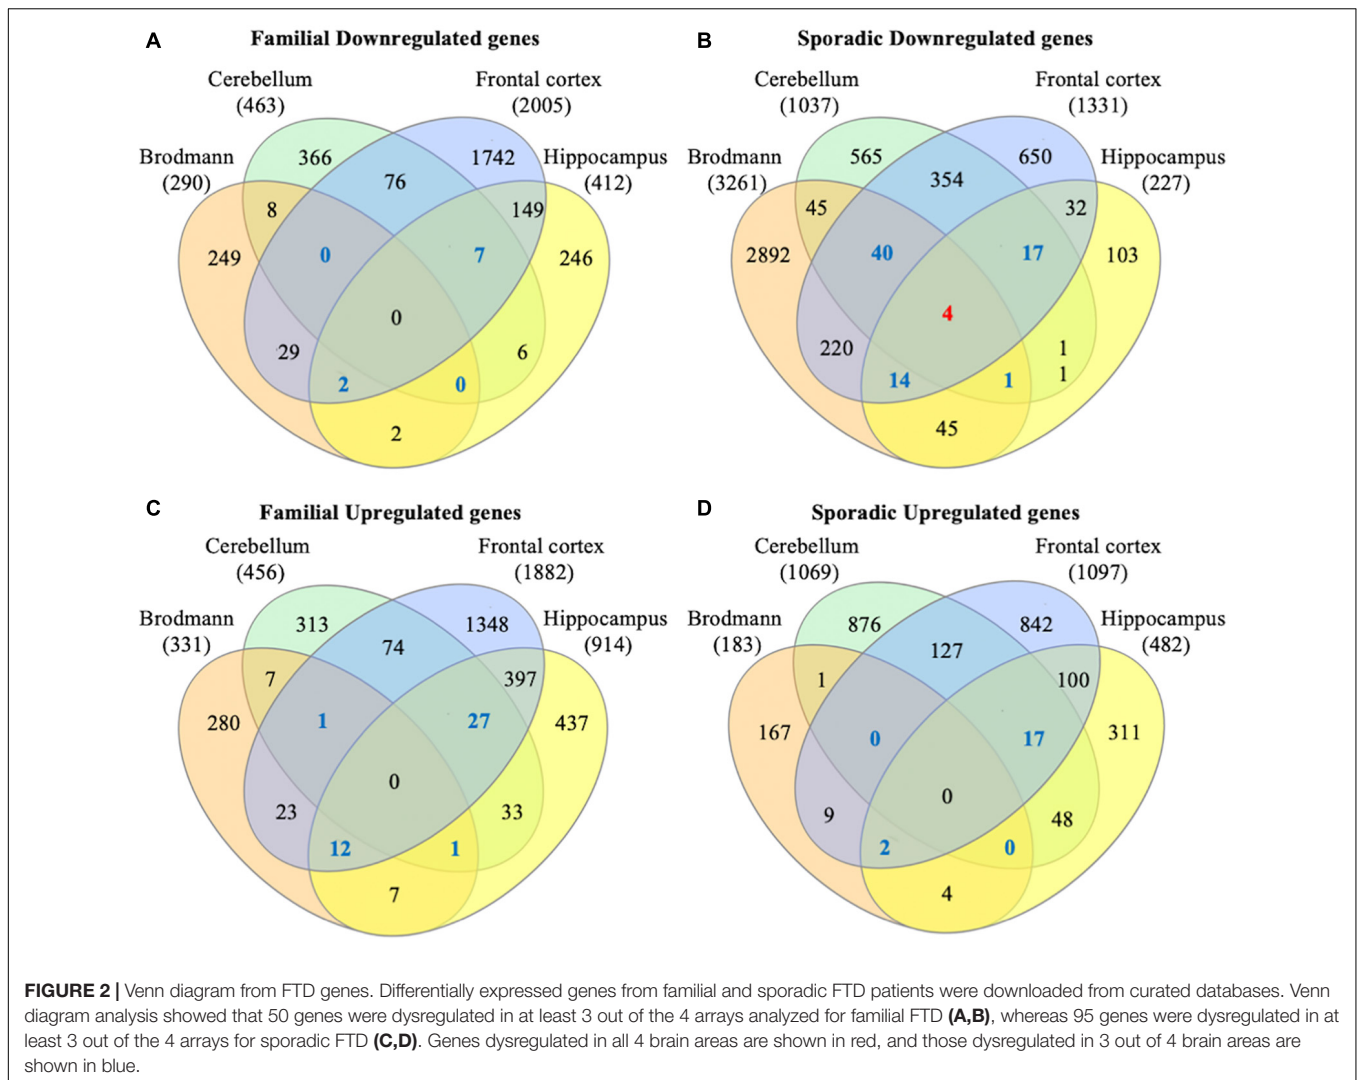 A
Familial Downregulated genes
Cerebellum
(463)
Frontal cortex
(2005)
Brodmann
(290)
Hippocampus
(412)
366
1742
76
8
149
249
0
7
246
0
29
6
2
0
2
B
Sporadic Downregulated genes
Cerebellum
(1037)
Frontal cortex
(1331)
Brodmann
(3261)
Hippocampus
(227)
565
650
354
45
32
2892
40
17
103
4
220
1
1
14
1
45
C
Familial Upregulated genes
Cerebellum
(456)
Frontal cortex
(1882)
Brodmann
(331)
Hippocampus
(914)
313
1348
74
7
397
280
1
27
437
0
23
33
12
1
7
D
Sporadic Upregulated genes
Cerebellum
(1069)
Frontal cortex
(1097)
Brodmann
(183)
Hippocampus
(482)
876
842
127
1
100
167
0
17
311
0
9
48
2
0
4
FIGURE 2 | Venn diagram from FTD genes. Differentially expressed genes from familial and sporadic FTD patients were downloaded from curated databases. Venn
diagram analysis showed that 50 genes were dysregulated in at least 3 out of the 4 arrays analyzed for familial FTD (A,B), whereas 95 genes were dysregulated in at
least 3 out of the 4 arrays for sporadic FTD (C,D). Genes dysregulated in all 4 brain areas are shown in red, and those dysregulated in 3 out of 4 brain areas are
shown in blue.